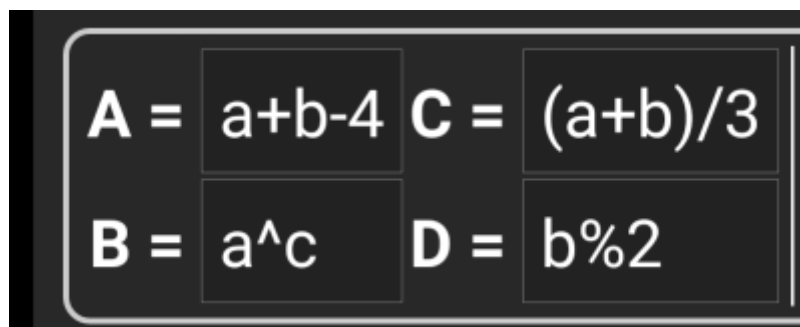 A = a+b-4 C = (a+b)/3
B = a^c D = b%2